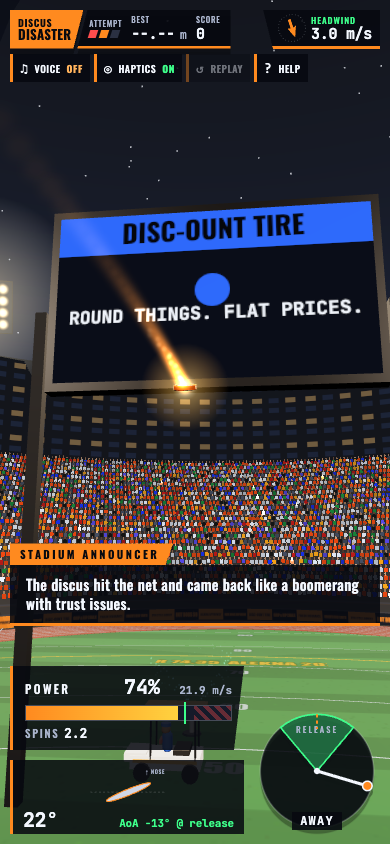 DISCUS
DISASTER
ATTEMPT
BEST
--.-- m
SCORE
0
HEADWIND
3.0 m/s
♫ VOICE OFF
◎ HAPTICS ON
↺ REPLAY
? HELP
DISC-OUNT TIRE
ROUND THINGS. FLAT PRICES.
STADIUM ANNOUNCER
The discus hit the net and came back like a boomerang
with trust issues.
POWER 74% 21.9 m/s
SPINS 2.2
↑ NOSE
22° AoA -13° @ release
RELEASE
AWAY